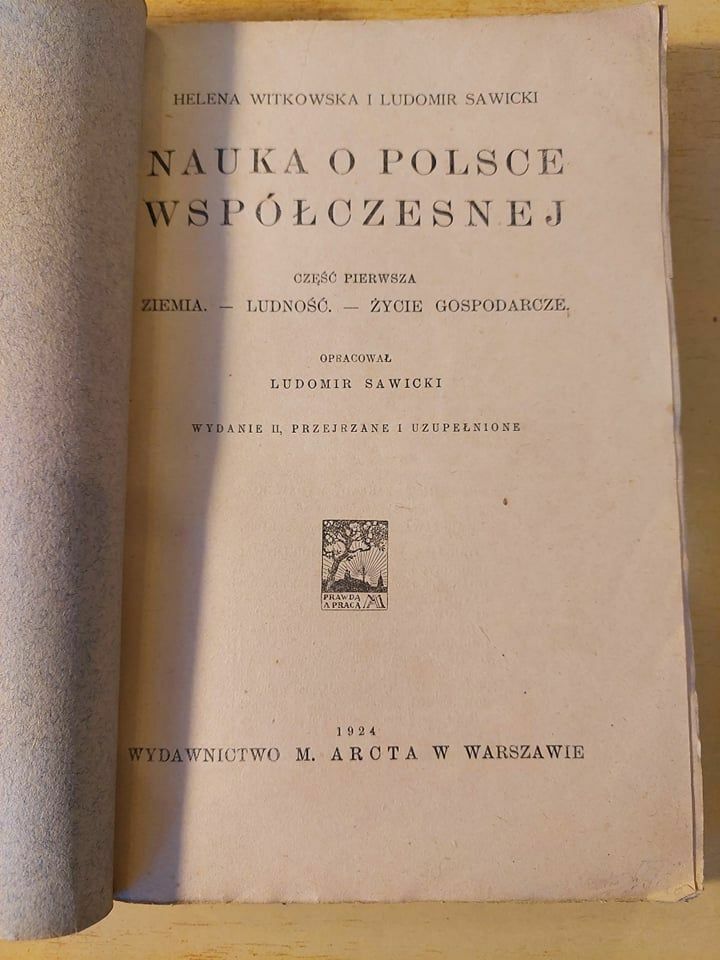 HELENA WITKOWSKA I LUDOMIR SAWICKI
NAUKA O POLSCE
WSPÓŁCZESNEJ
CZĘŚĆ PIERWSZA
ZIEMIA. — LUDNOŚĆ. — ŻYCIE GOSPODARCZE.
OPRACOWAŁ
LUDOMIR SAWICKI
WYDANIE II, PRZEJRZANE I UZUPEŁNIONE
PRAWDĄ
A PRACĄ
1924
WYDAWNICTWO M. ARCTA W WARSZAWIE